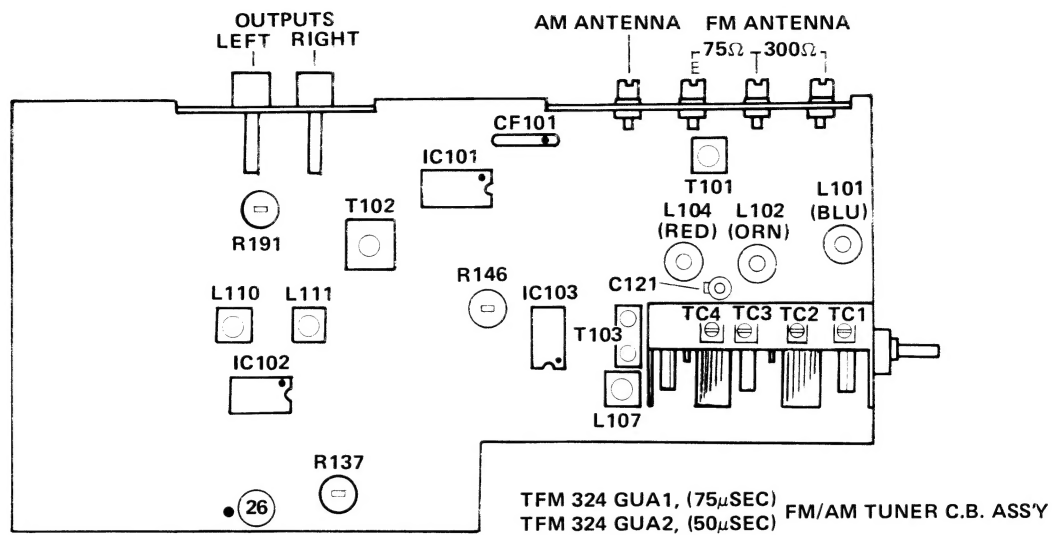 OUTPUTS
LEFT RIGHT
AM ANTENNA
FM ANTENNA
75Ω 300Ω
CF101
IC101
T101
L101
(BLU)
T102
L104
(RED)
L102
(ORN)
R191
R146
C121
L110
L111
IC103
TC4 TC3 TC2 TC1
T103
IC102
L107
R137
26
TFM 324 GUA1, (75μSEC)
TFM 324 GUA2, (50μSEC)
FM/AM TUNER C.B. ASS'Y